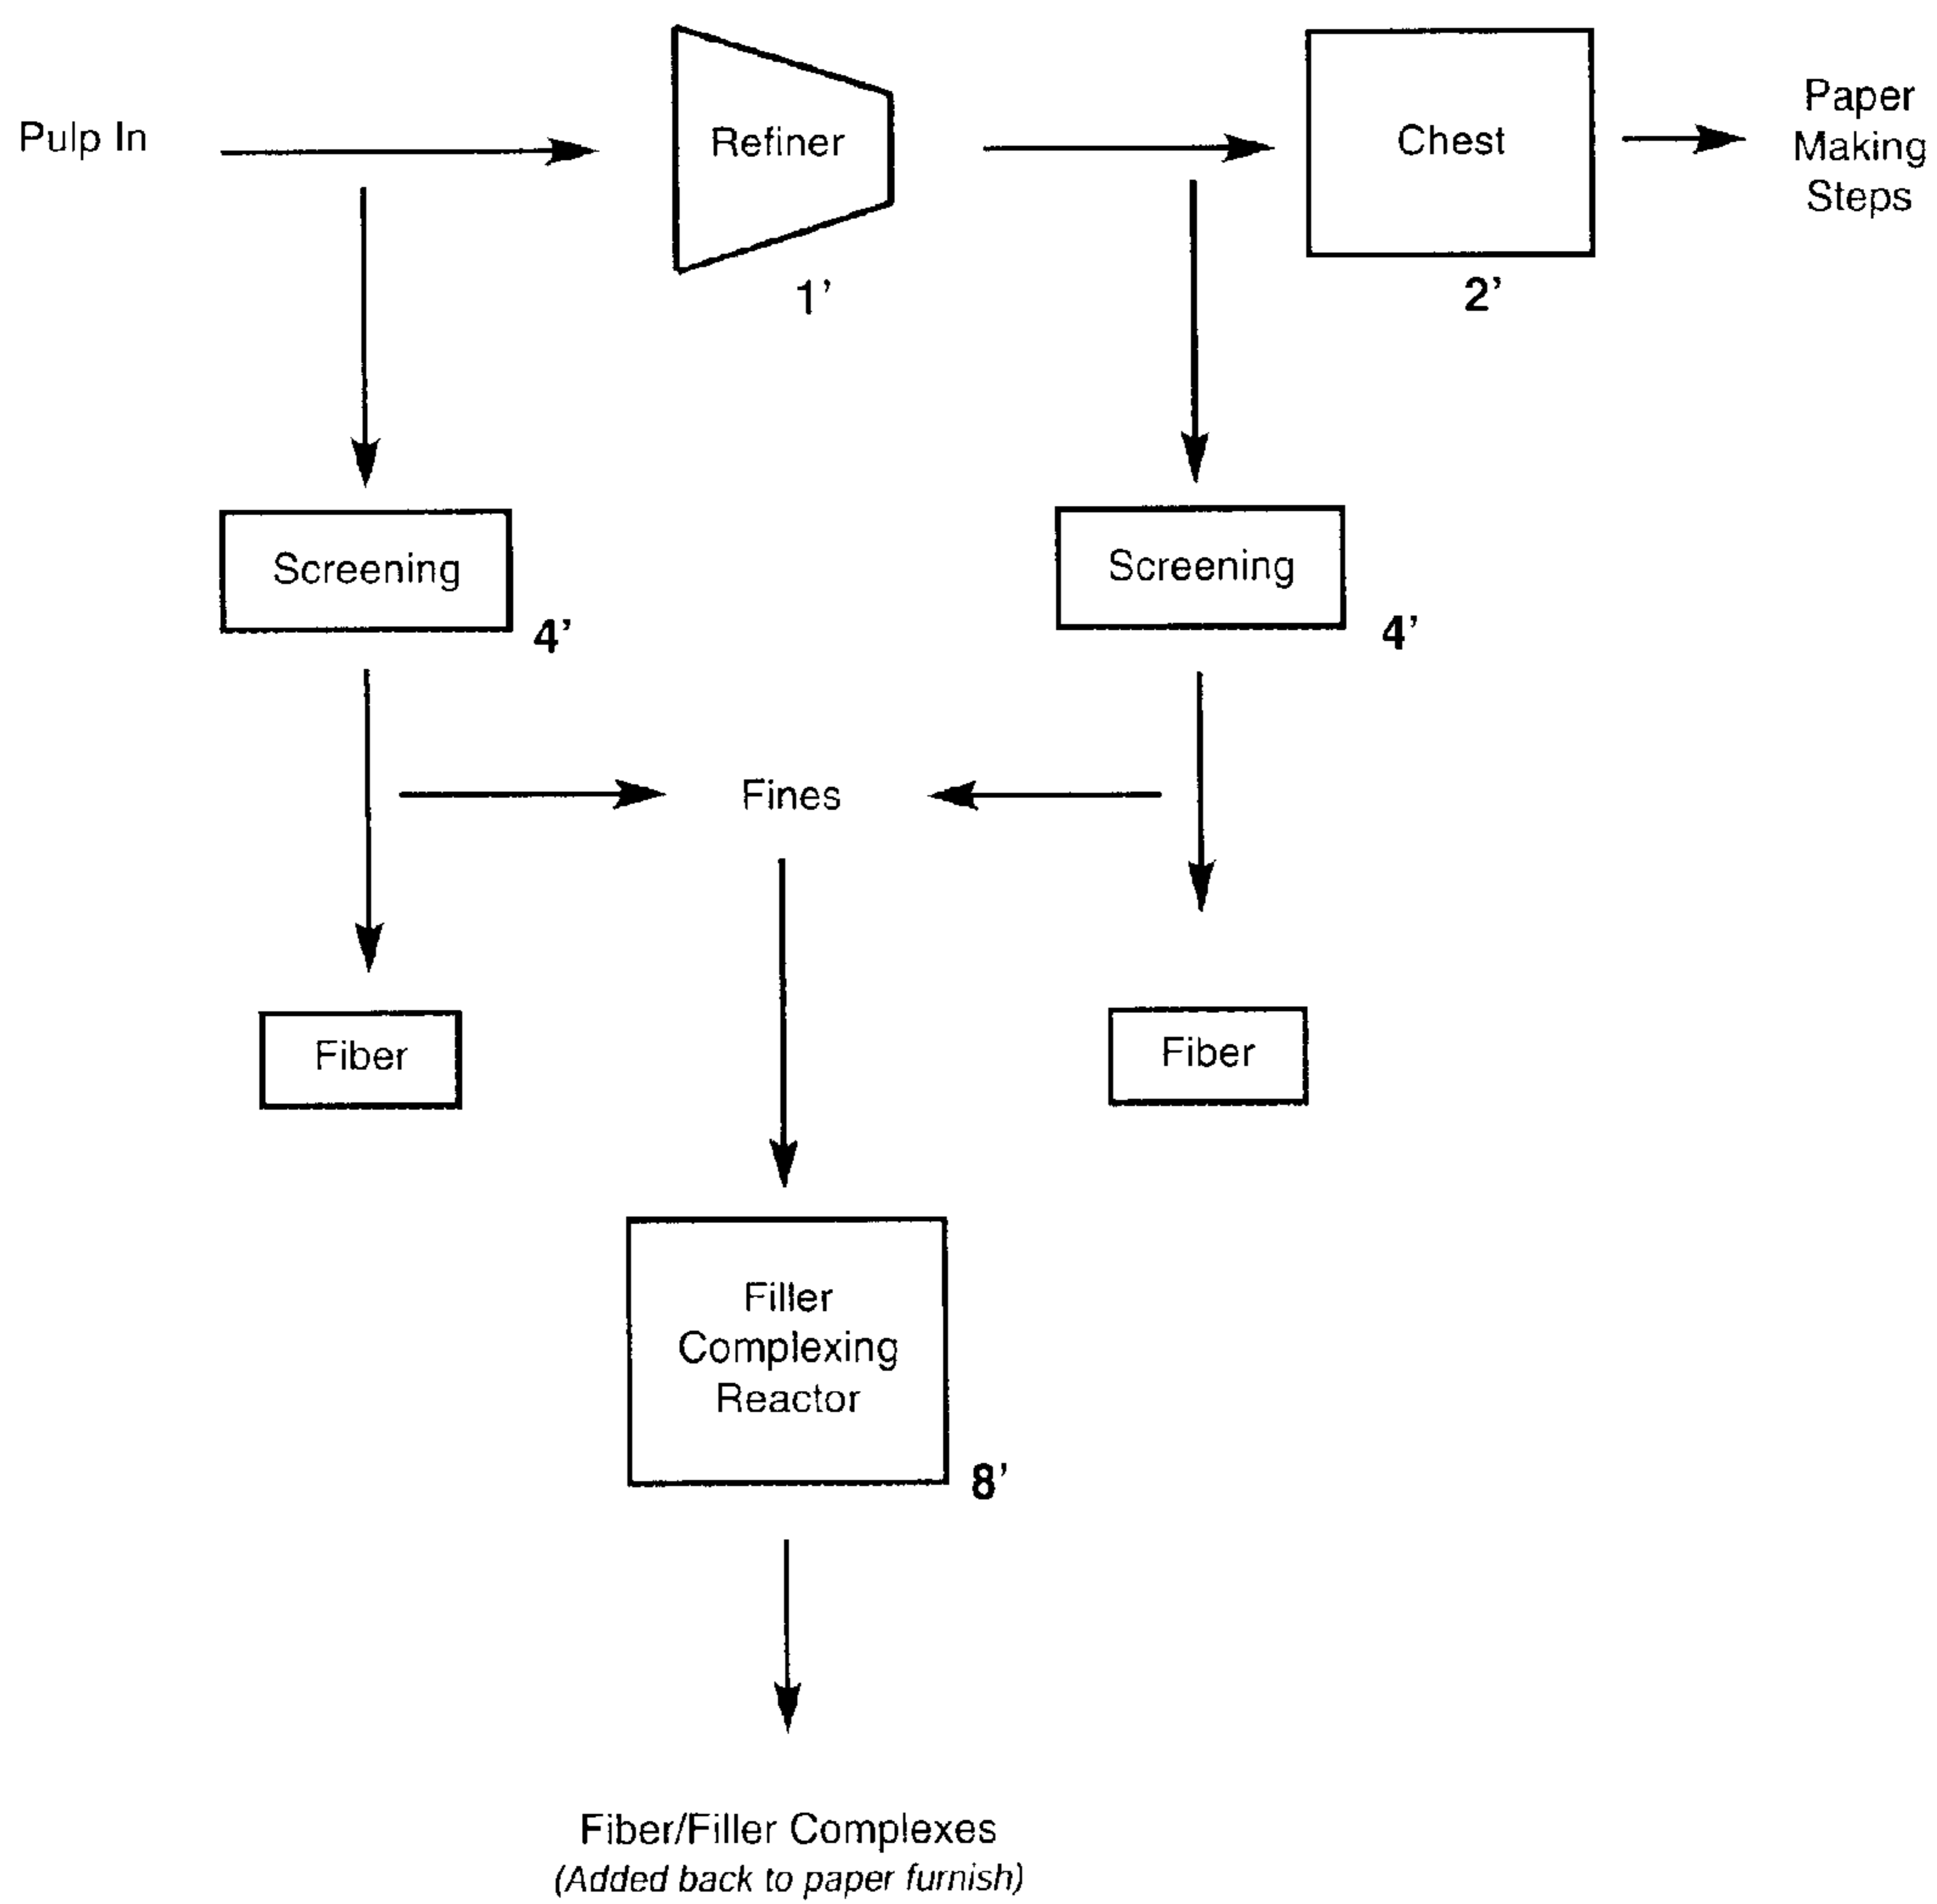 Pulp In
Refiner
1'
Chest
2'
Paper
Making
Steps
Screening
4'
Screening
4'
Fines
Fiber
Fiber
Filler
Complexing
Reactor
8'
Fiber/Filler Complexes
(Added back to paper furnish)